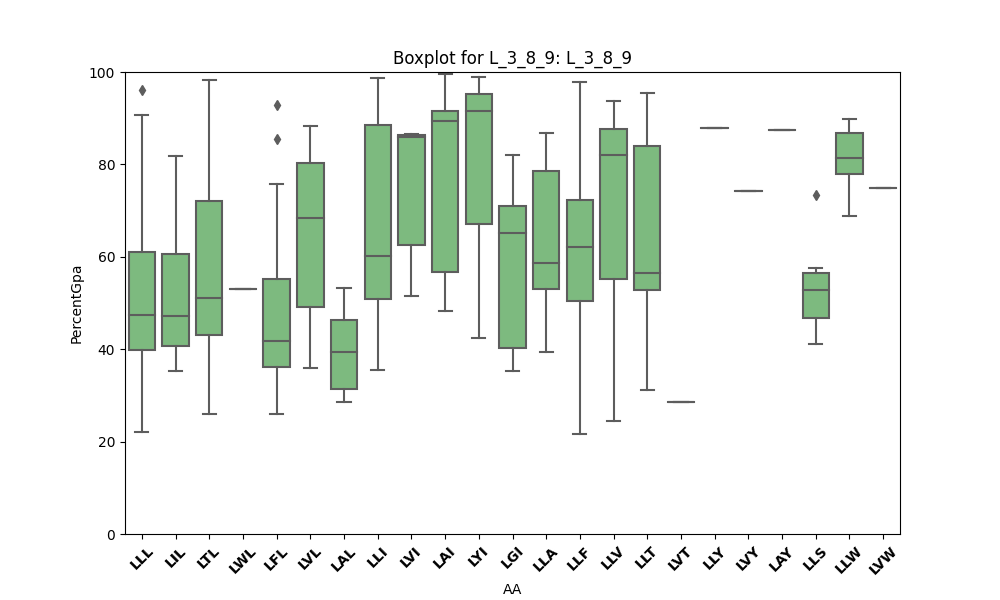 Boxplot for L_3_8_9: L_3_8_9
100
80
60
40
20
0
PercentGpa
LLL LIL LTL LWL LFL LVL LAL LLI LVI LAI LYI LGI LLA LLF LLV LLT LVT LLY LVY LAY LLS LLW LVW
AA